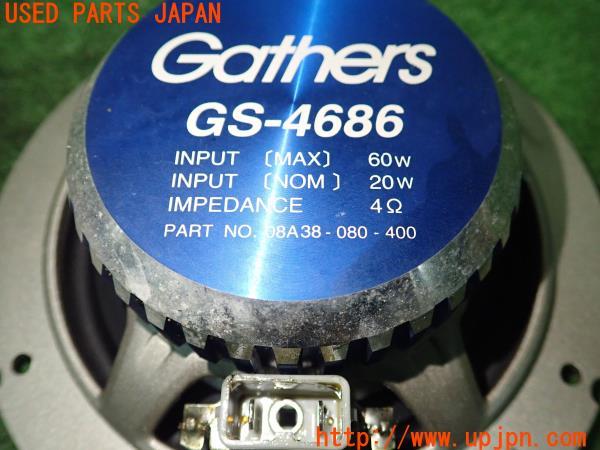 USED PARTS JAPAN
Gathers
GS-4686
INPUT (MAX) 60W
INPUT (NOM) 20W
IMPEDANCE 4Ω
PART NO. 08A38-080-400
http://www.upjpn.com